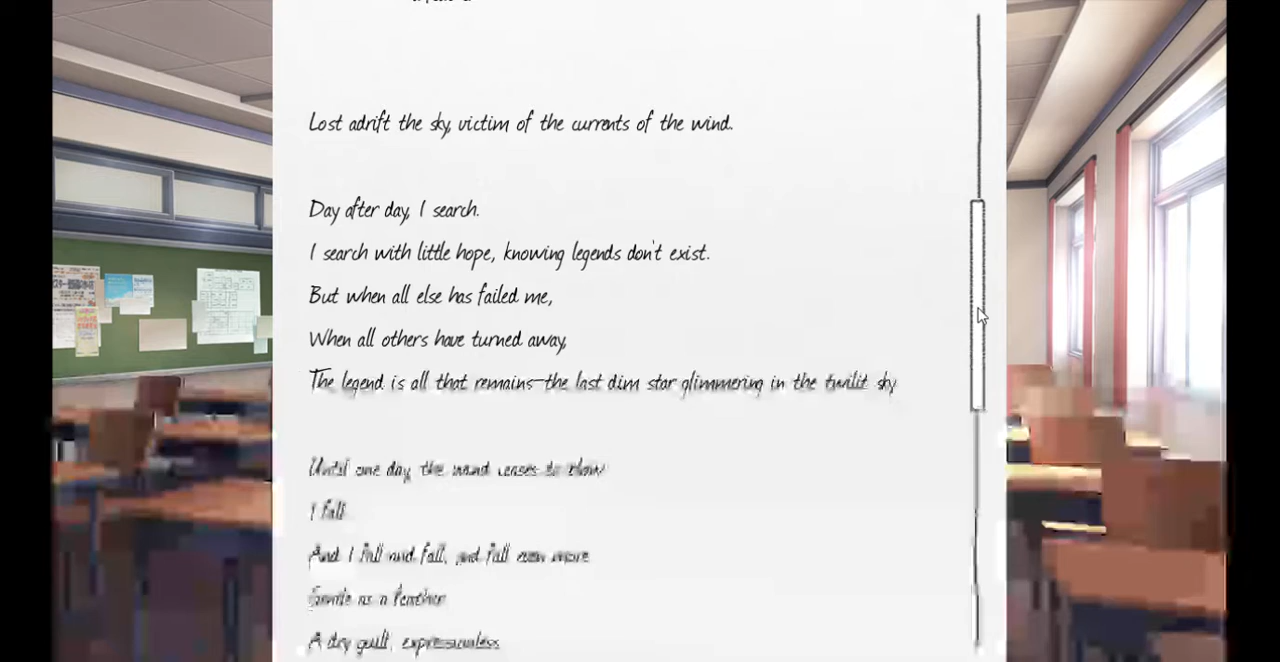 Lost adrift the sky, victim of the currents of the wind.
Day after day, I search.
I search with little hope, knowing legends don't exist.
But when all else has failed me,
When all others have turned away,
The legend is all that remains—the last dim star glimmering in the twilit sky.
Until one day, the wind ceases to blow.
I fall.
And I fall and fall, and fall even more.
Gentle as a feather.
A dry quill, expressionless.